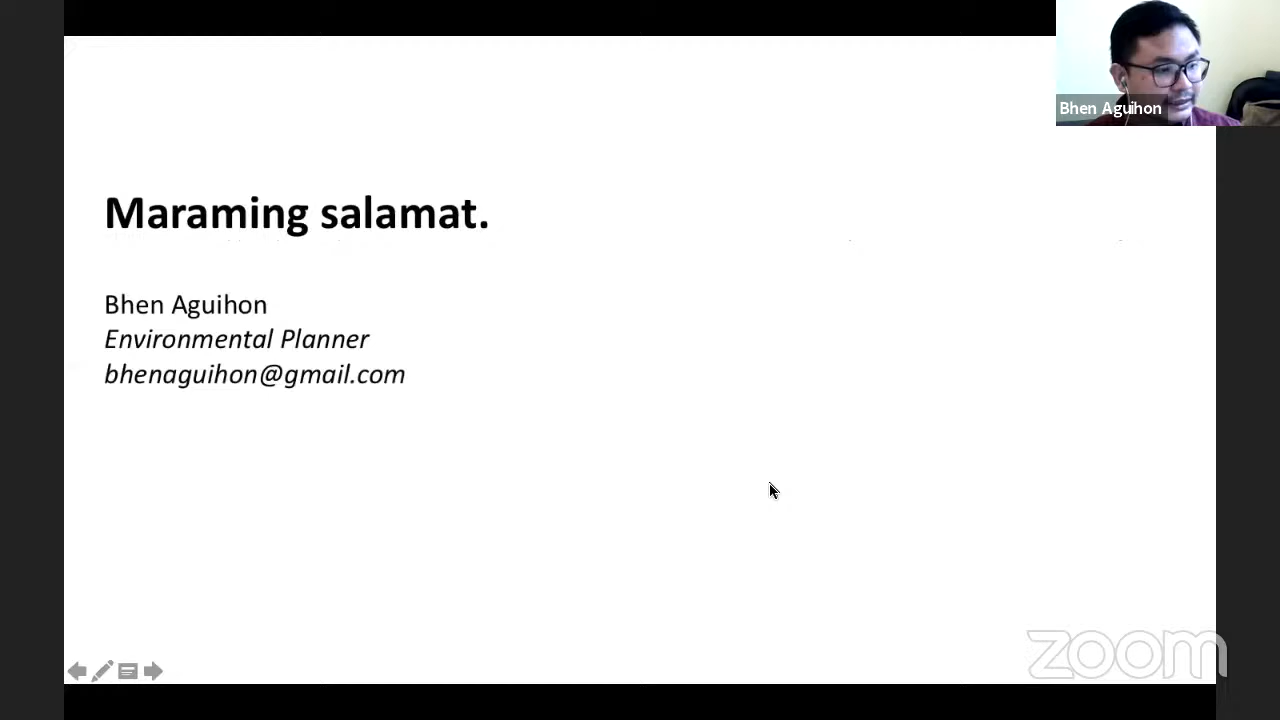 Bhen Aguihon
Maraming salamat.
Bhen Aguihon
Environmental Planner
bhenaguihon@gmail.com
zoom